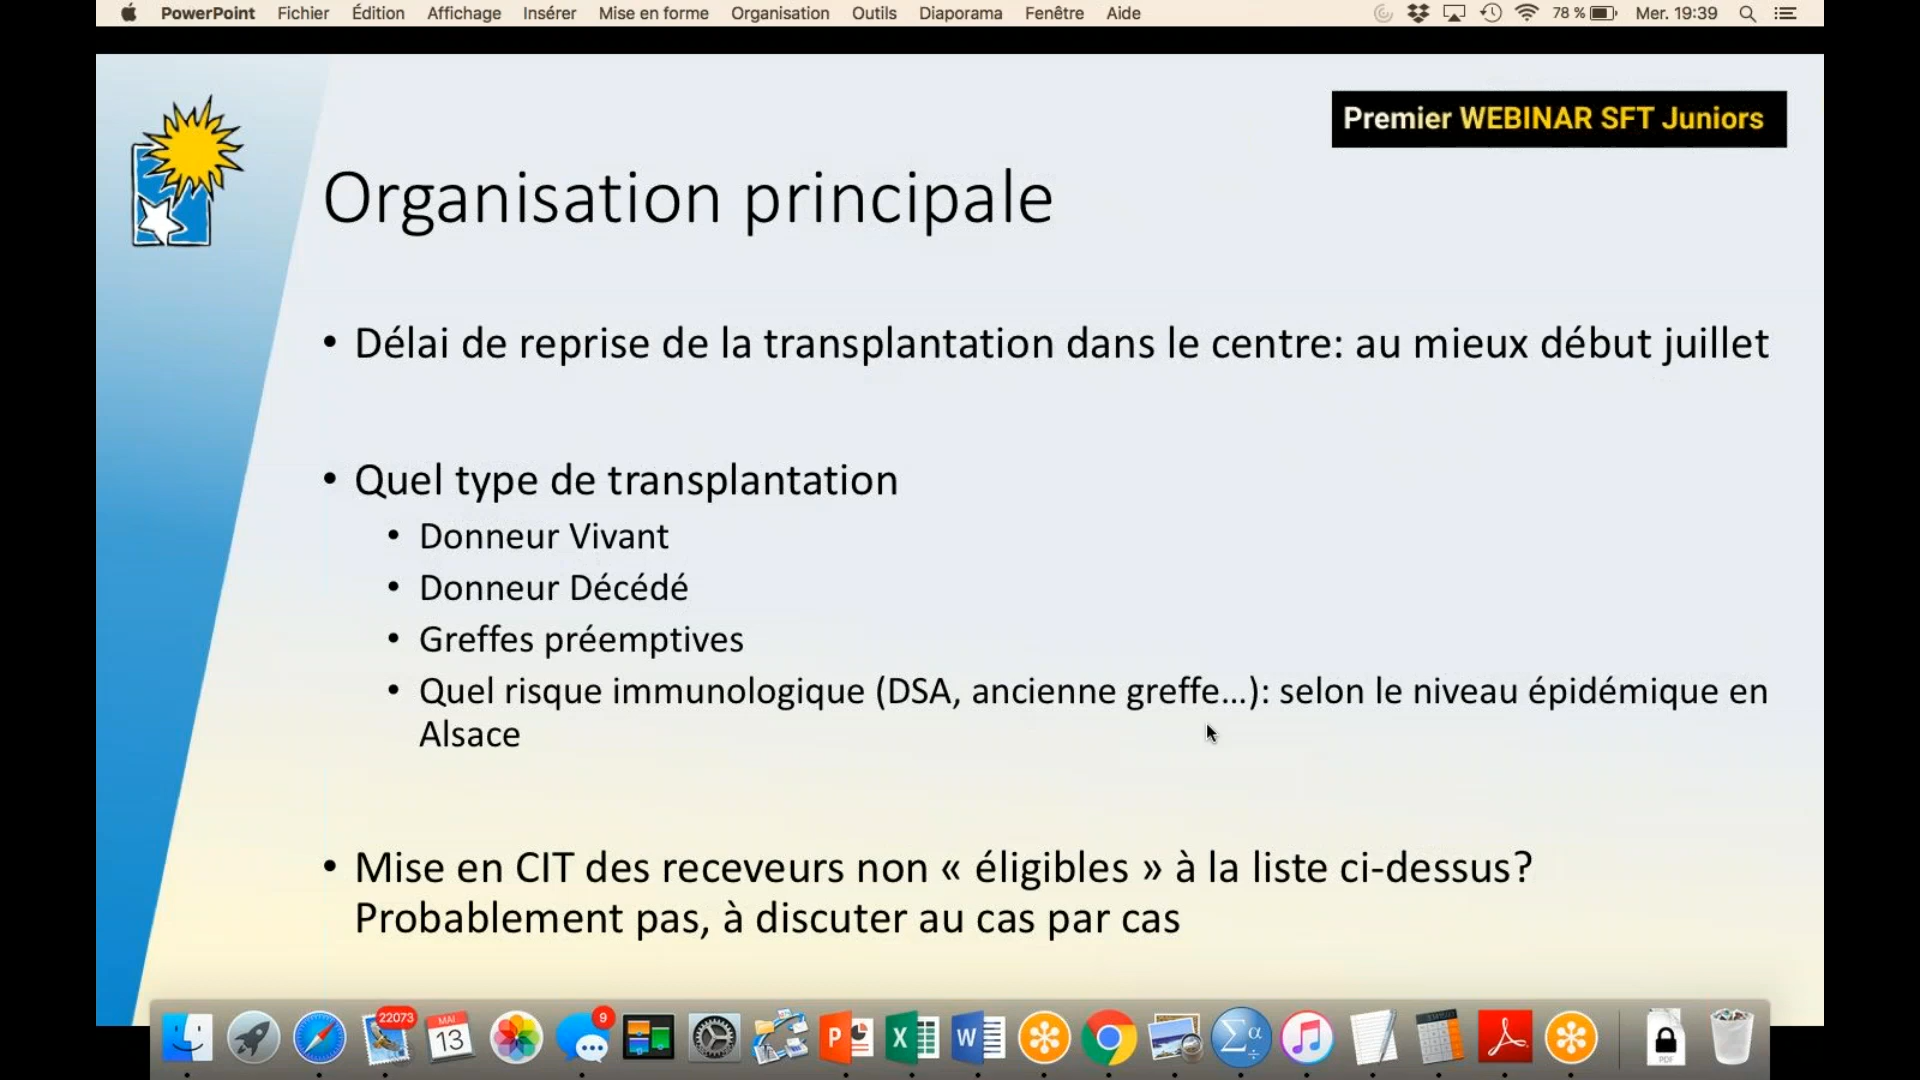 PowerPoint Fichier Édition Affichage Insérer Mise en forme Organisation Outils Diaporama Fenêtre Aide 78 % Mer. 19:39
Premier WEBINAR SFT Juniors
Organisation principale
• Délai de reprise de la transplantation dans le centre: au mieux début juillet
• Quel type de transplantation
• Donneur Vivant
• Donneur Décédé
• Greffes préemptives
• Quel risque immunologique (DSA, ancienne greffe...): selon le niveau épidémique en
Alsace
• Mise en CIT des receveurs non « éligibles » à la liste ci-dessus?
Probablement pas, à discuter au cas par cas
22073
MAI
13
9
PDF